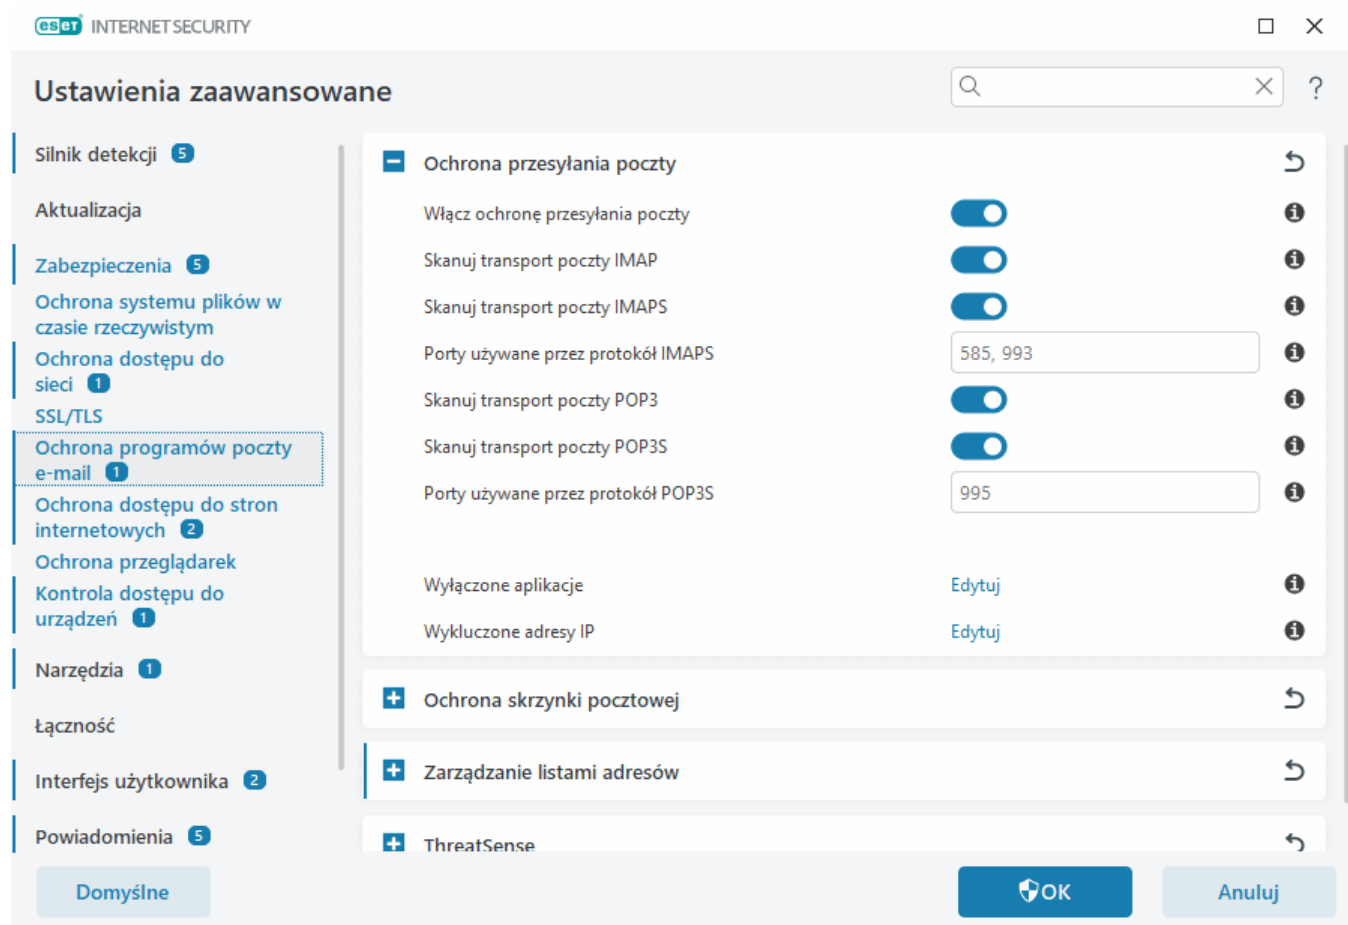 eset INTERNET SECURITY
Ustawienia zaawansowane
?
Silnik detekcji 5
Aktualizacja
Zabezpieczenia 5
Ochrona systemu plików w
czasie rzeczywistym
Ochrona dostępu do
sieci 1
SSL/TLS
Ochrona programów poczty
e-mail 1
Ochrona dostępu do stron
internetowych 2
Ochrona przeglądarek
Kontrola dostępu do
urządzeń 1
Narzędzia 1
Łączność
Interfejs użytkownika 2
Powiadomienia 5
Ochrona przesyłania poczty
Włącz ochronę przesyłania poczty
Skanuj transport poczty IMAP
Skanuj transport poczty IMAPS
Porty używane przez protokół IMAPS 585, 993
Skanuj transport poczty POP3
Skanuj transport poczty POP3S
Porty używane przez protokół POP3S 995
Wyłączone aplikacje Edytuj
Wykluczone adresy IP Edytuj
Ochrona skrzynki pocztowej
Zarządzanie listami adresów
ThreatSense
Domyślne
OK
Anuluj